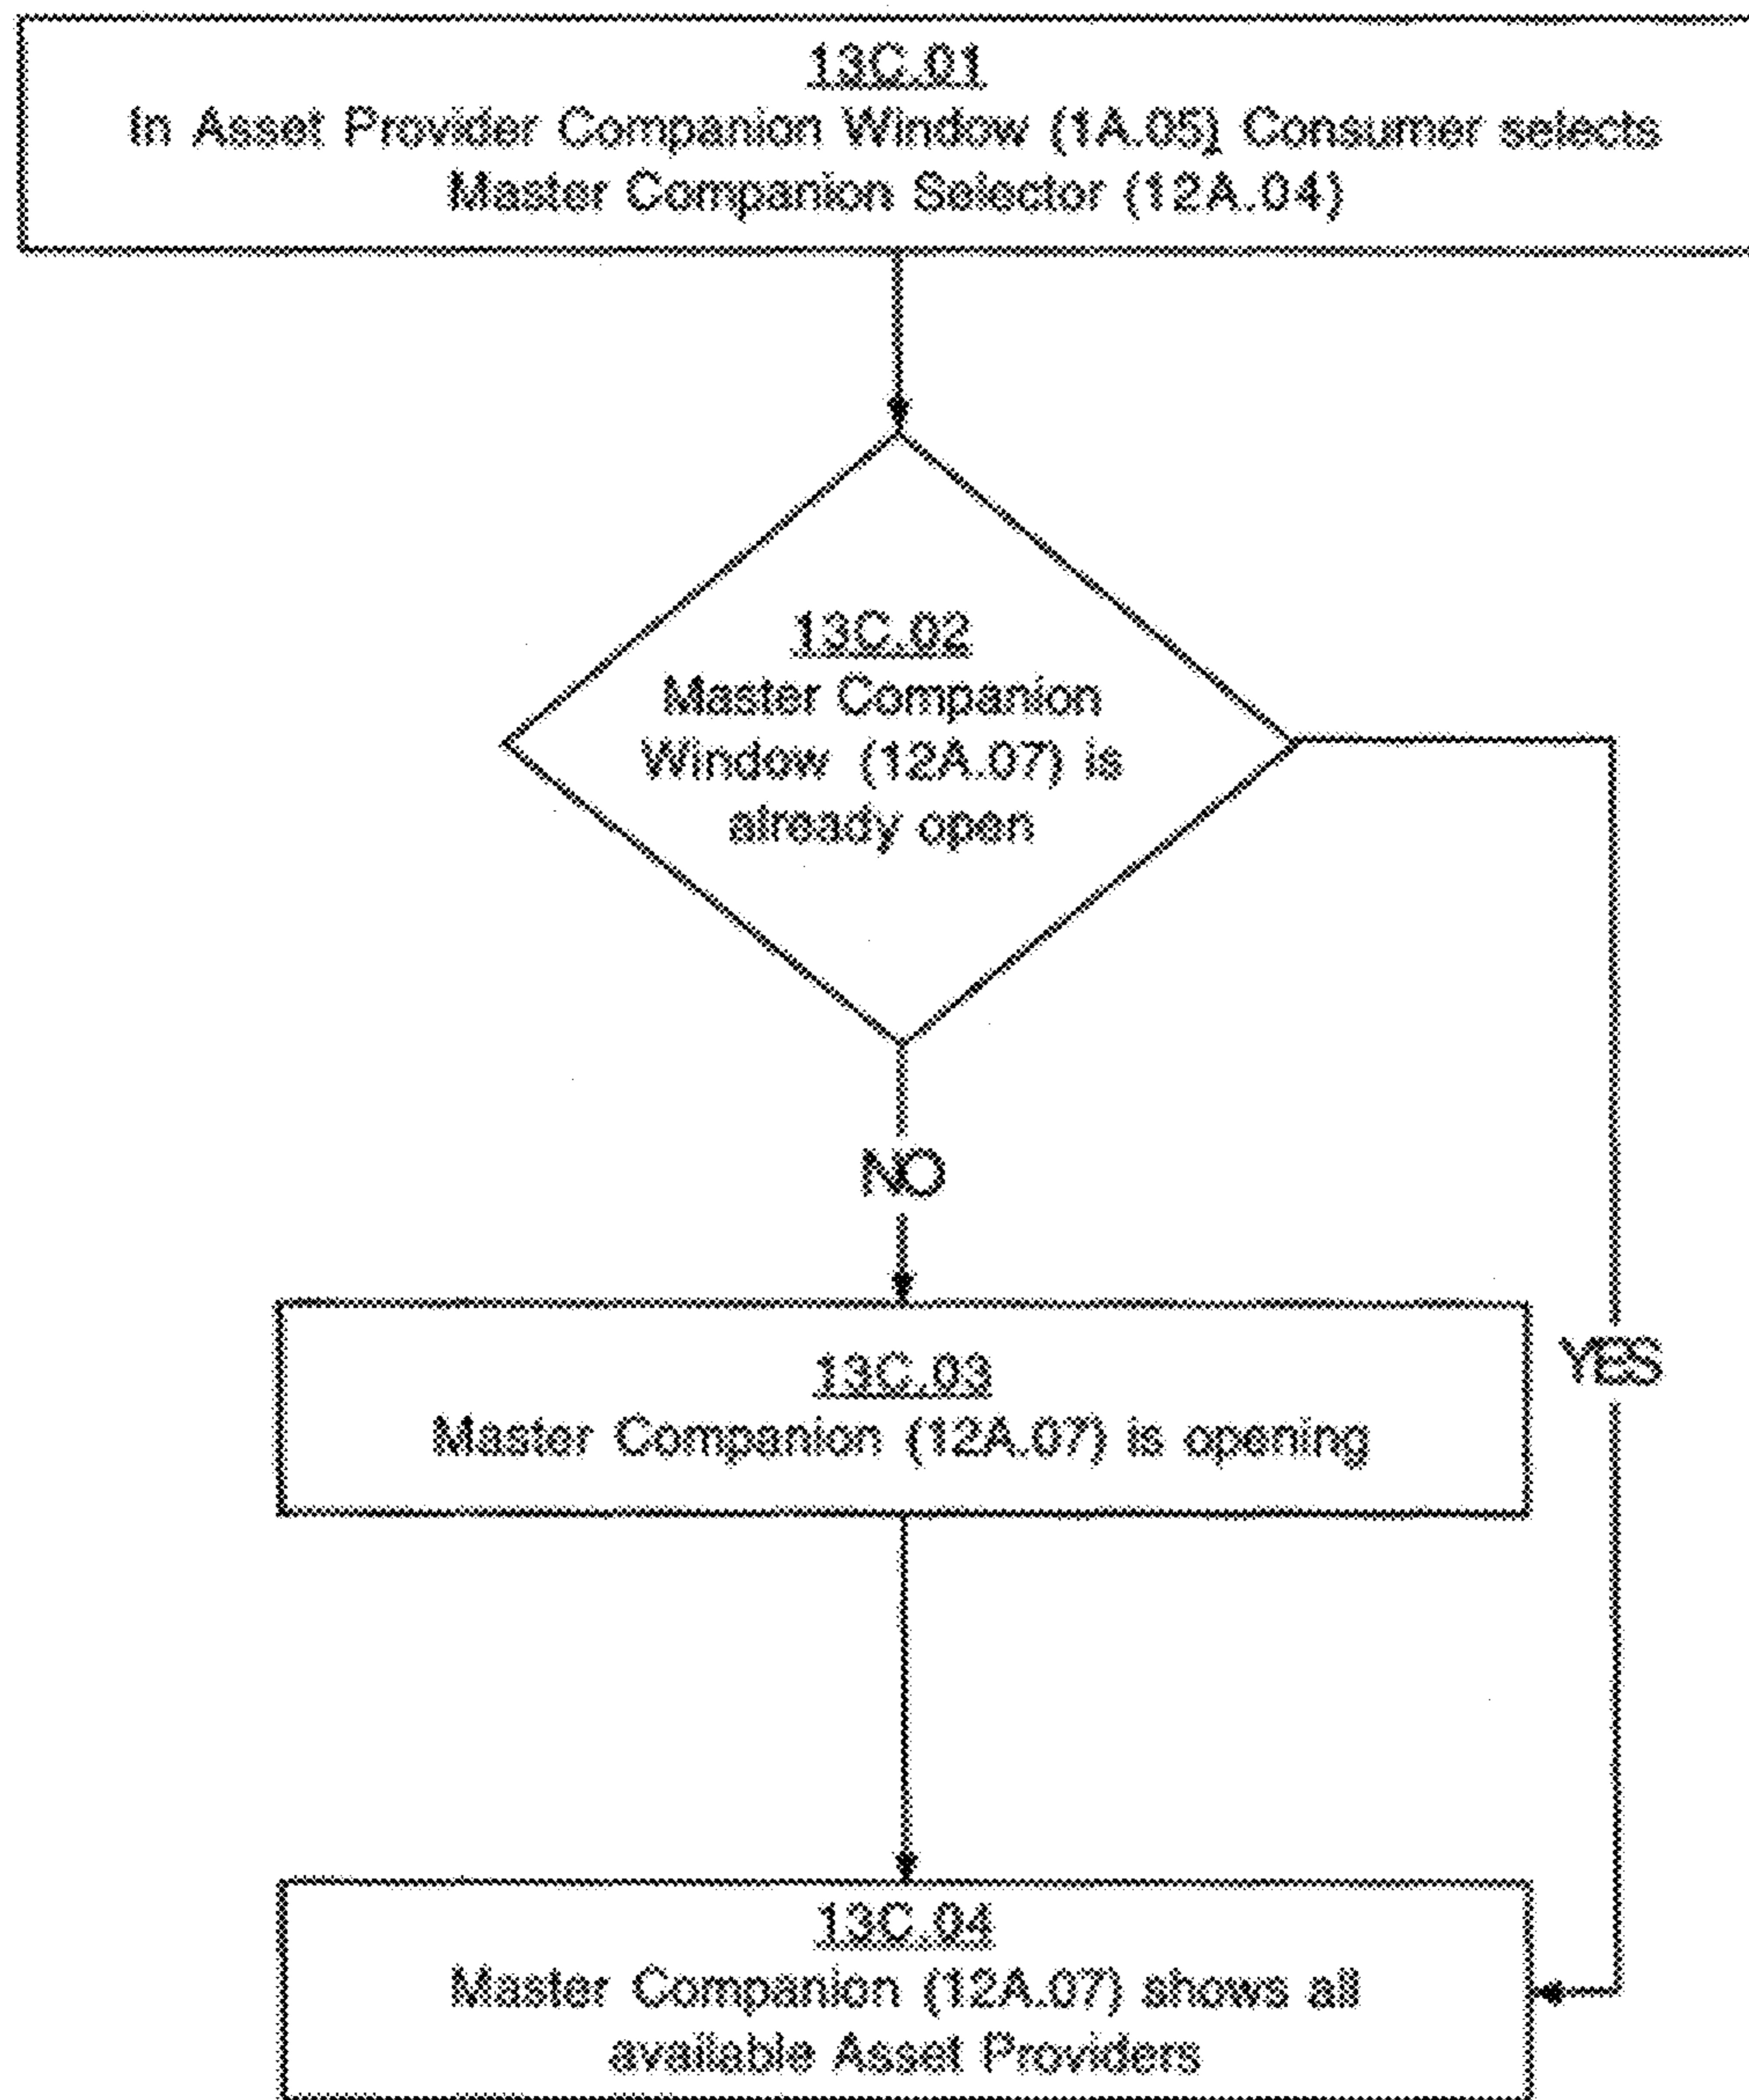 13C.01
In Asset Provider Companion Window (1A.05) Consumer selects
Master Companion Selector (12A.04)
13C.02
Master Companion
Window (12A.07) is
already open
NO
YES
13C.03
Master Companion (12A.07) is opening
13C.04
Master Companion (12A.07) shows all
available Asset Providers